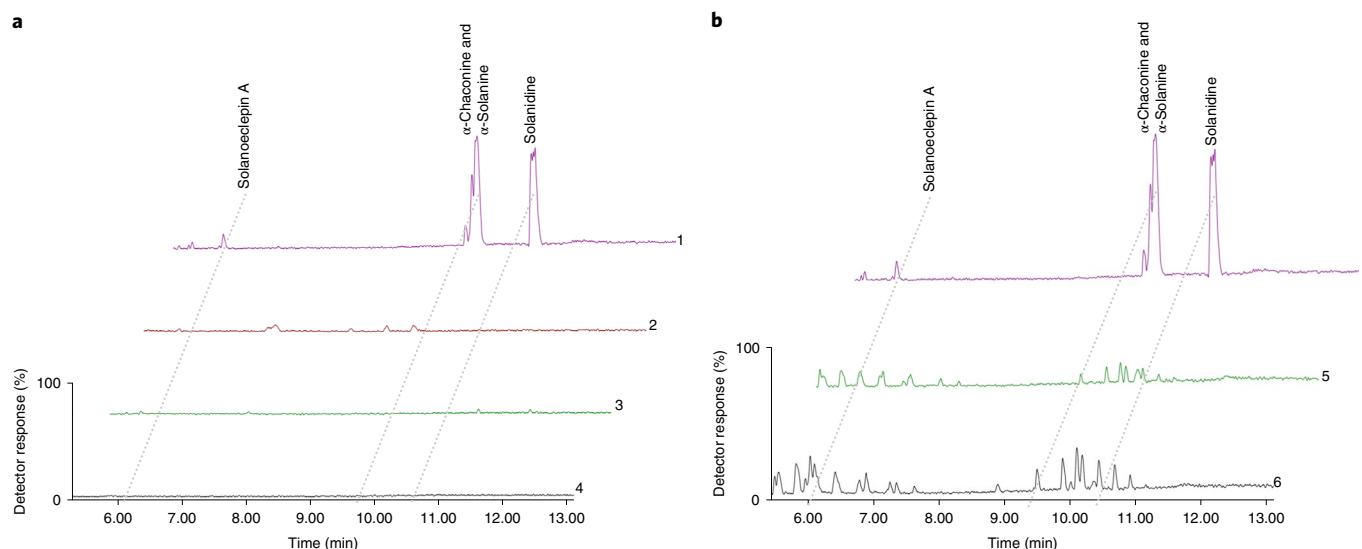 a
Solanoeclepin A
α-Chaconine and
α-Solanine
Solanidine
1
2
3
4
100
0
Detector response (%)
6.00 7.00 8.00 9.00 10.00 11.00 12.00 13.00
Time (min)
b
Solanoeclepin A
α-Chaconine and
α-Solanine
Solanidine
5
6
100
0
Detector response (%)
6.00 7.00 8.00 9.00 10.00 11.00 12.00 13.00
Time (min)